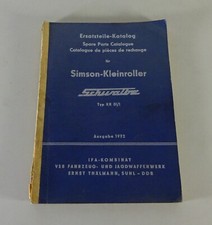 Ersatzteile-Katalog
Spare Parts Catalogue
Catalogue de pièces de rechange
für
Simson-Kleinroller
Schwalbe
Typ KR 51/1
Ausgabe 1972
IFA-KOMBINAT
VEB FAHRZEUG- UND JAGDWAFFENWERK
ERNST THÄLMANN, SUHL - DDR